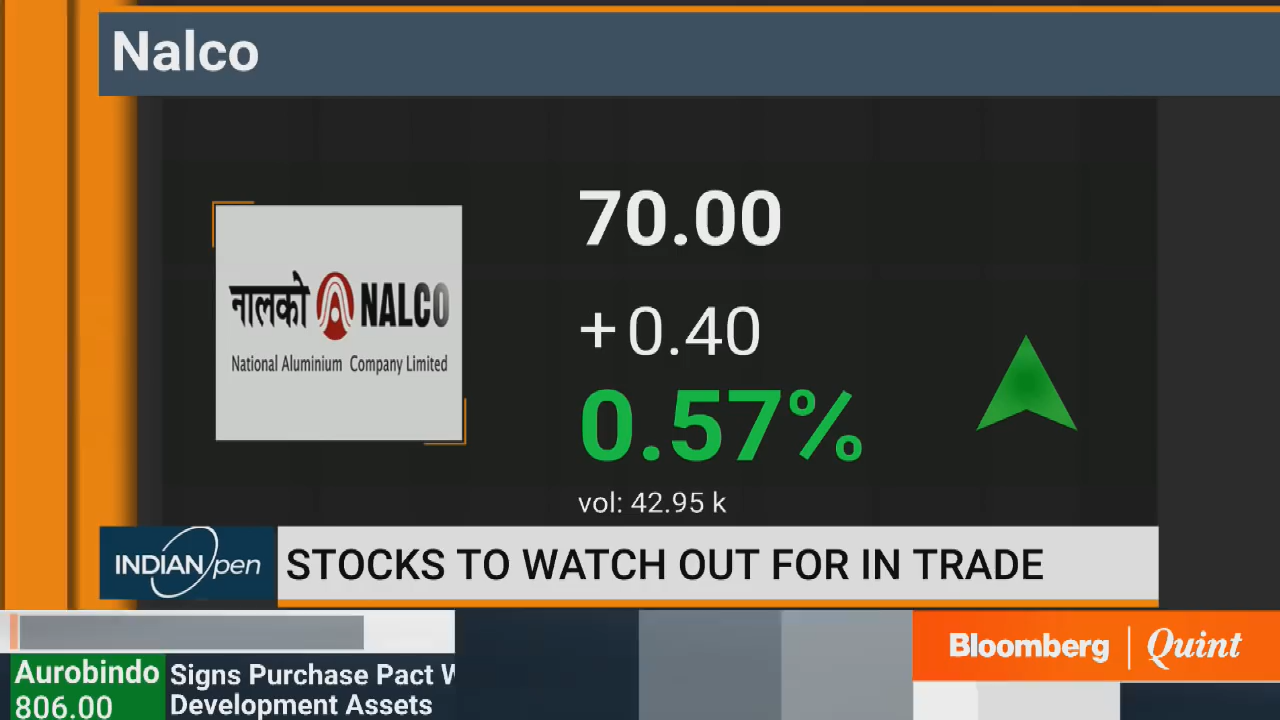 Nalco
70.00
+0.40
0.57%
vol: 42.95 k
नालको NALCO
National Aluminium Company Limited
INDIAN Open
STOCKS TO WATCH OUT FOR IN TRADE
Bloomberg | Quint
Aurobindo
806.00
Signs Purchase Pact W
Development Assets